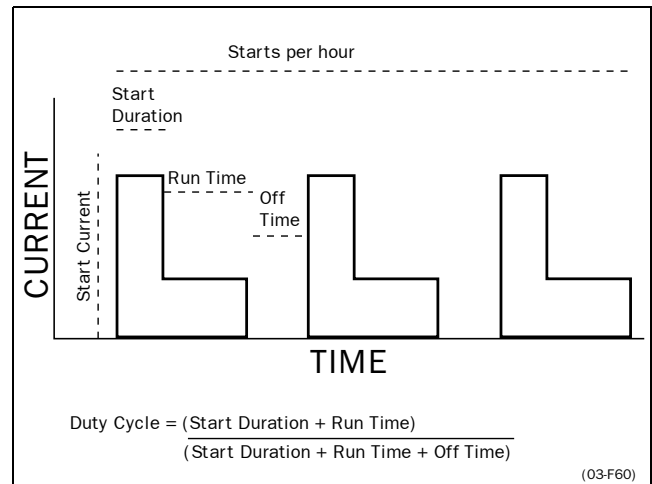 Starts per hour
Start
Duration
Run Time
Off
Time
Start Current
CURRENT
TIME
Duty Cycle = (Start Duration + Run Time)
(Start Duration + Run Time + Off Time)
(03-F60)